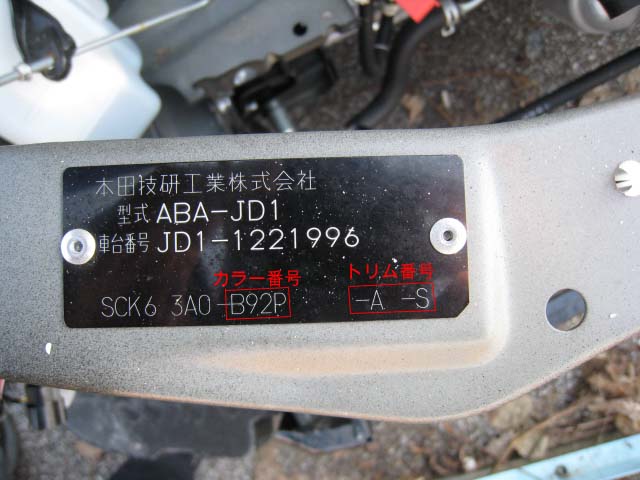 本田技研工業株式会社
型式 ABA-JD1
車台番号 JD1-1221996
カラー番号 トリム番号
SCK6 3A0-B92P -A -S